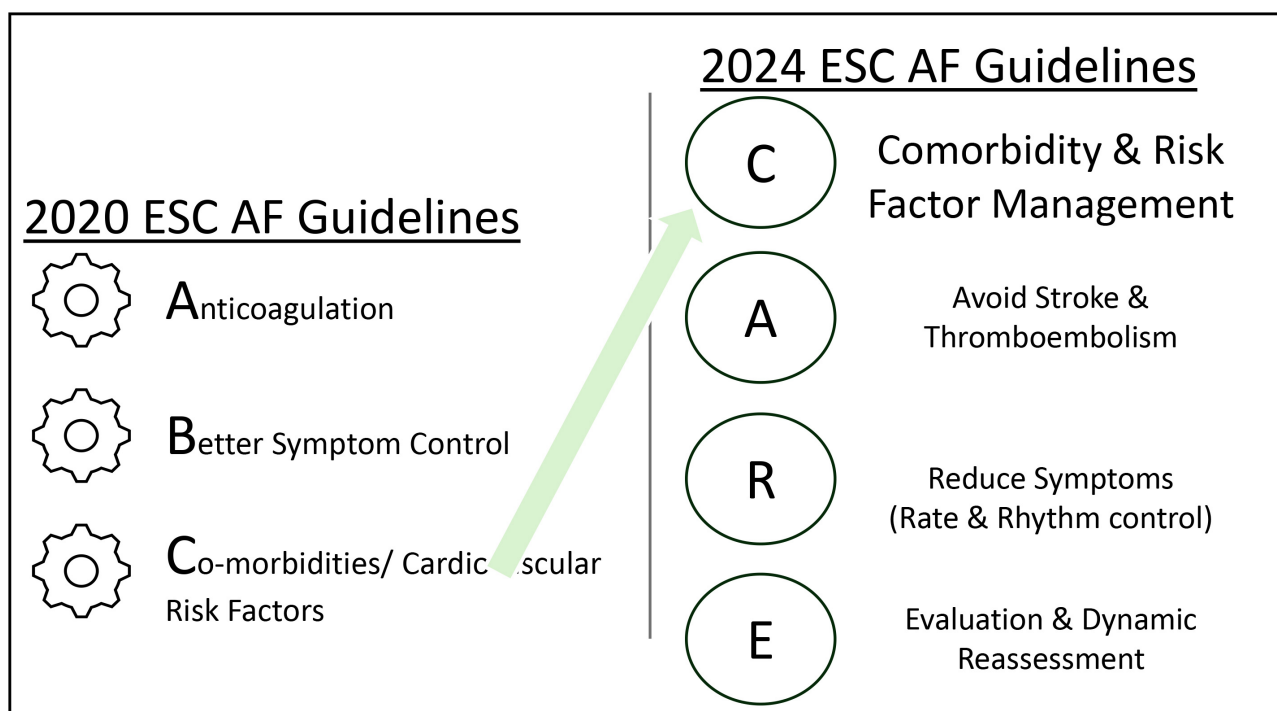 2020 ESC AF Guidelines
Anticoagulation
Better Symptom Control
Co-morbidities/
Risk Factors
2024 ESC AF Guidelines
C
Comorbidity & Risk
Factor Management
A
Avoid Stroke &
Thromboembolism
R
Reduce Symptoms
(Rate & Rhythm control)
E
Evaluation & Dynamic
Reassessment